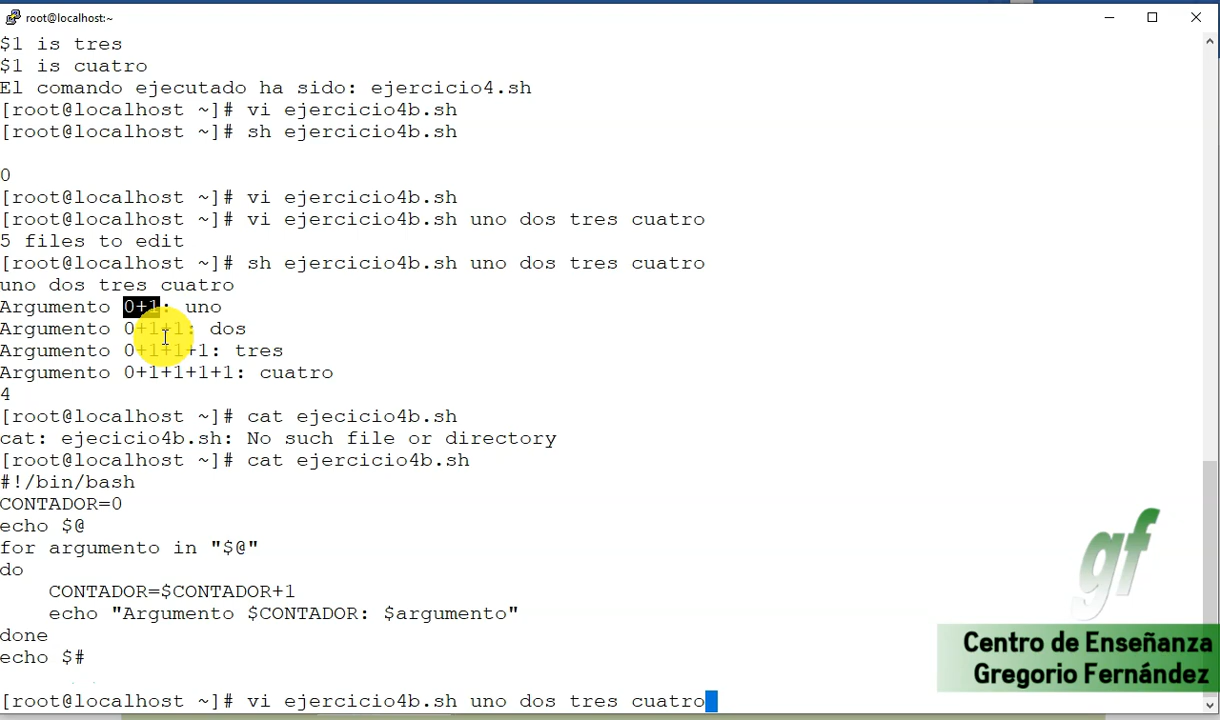 root@localhost:~
$1 is tres
$1 is cuatro
El comando ejecutado ha sido: ejercicio4.sh
[root@localhost ~]# vi ejercicio4b.sh
[root@localhost ~]# sh ejercicio4b.sh
0
[root@localhost ~]# vi ejercicio4b.sh
[root@localhost ~]# vi ejercicio4b.sh uno dos tres cuatro
5 files to edit
[root@localhost ~]# sh ejercicio4b.sh uno dos tres cuatro
uno dos tres cuatro
Argumento 0+1: uno
Argumento 0+1+1: dos
Argumento 0+1+1+1: tres
Argumento 0+1+1+1+1: cuatro
4
[root@localhost ~]# cat ejecicio4b.sh
cat: ejecicio4b.sh: No such file or directory
[root@localhost ~]# cat ejercicio4b.sh
#!/bin/bash
CONTADOR=0
echo $@
for argumento in "$@"
do
    CONTADOR=$CONTADOR+1
    echo "Argumento $CONTADOR: $argumento"
done
echo $#
[root@localhost ~]# vi ejercicio4b.sh uno dos tres cuatro
gf
Centro de Enseñanza
Gregorio Fernández